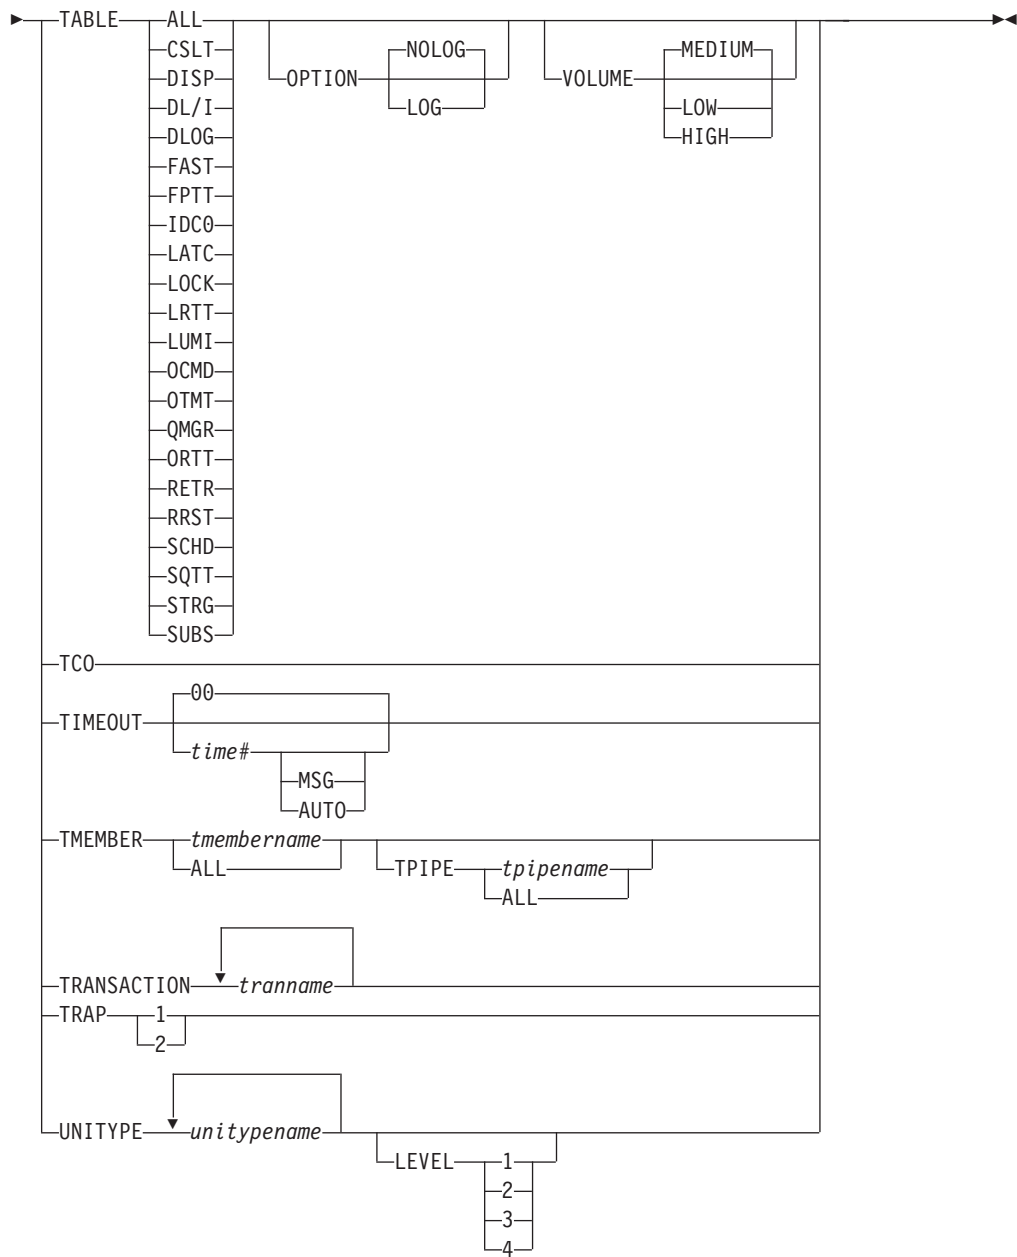 TABLE ALL
CSLT NOLOG MEDIUM
DISP OPTION VOLUME
DL/I LOG LOW
DLOG HIGH
FAST
FPTT
IDC0
LATC
LOCK
LRTT
LUMI
OCMD
OTMT
QMGR
ORTT
RETR
RRST
SCHD
SQTT
STRG
SUBS
TCO
00
TIMEOUT
time#
MSG
AUTO
TMEMBER tmembername
ALL TPIPE tpipename
ALL
TRANSACTION tranname
TRAP 1
2
UNITYPE unitypename
LEVEL 1
2
3
4